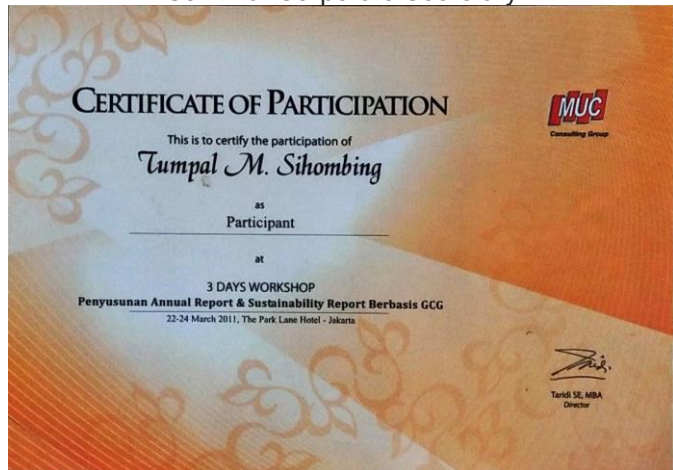 Corporate Secretary
CERTIFICATE OF PARTICIPATION
MUC
Consulting Group
This is to certify the participation of
Tumpal M. Sihombing
as
Participant
at
3 DAYS WORKSHOP
Penyusunan Annual Report & Sustainability Report Berbasis GCG
22-24 March 2011, The Park Lane Hotel - Jakarta
Taridi SE, MBA
Director